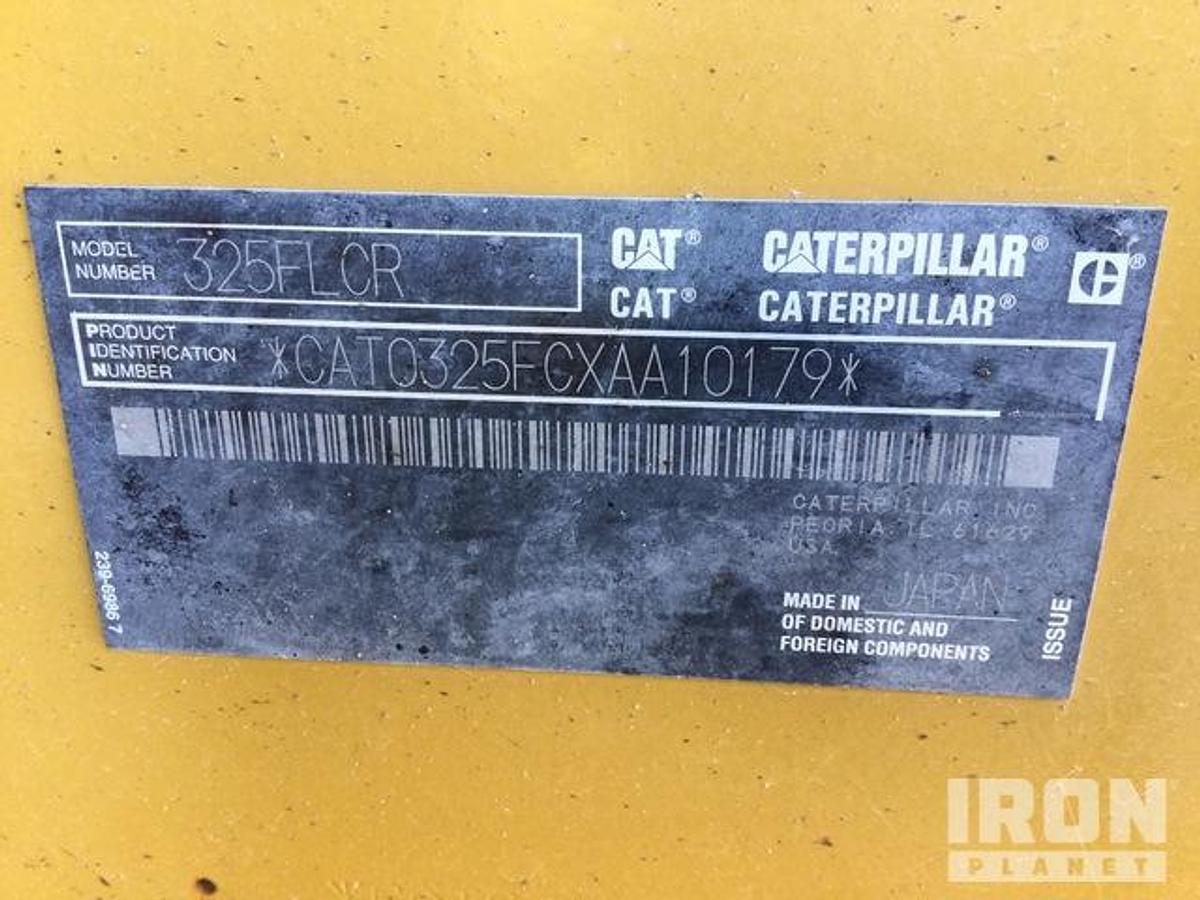 MODEL
NUMBER 325FLCR
CAT® CATERPILLAR® ®
CAT® CATERPILLAR®
PRODUCT
IDENTIFICATION
NUMBER *CAT0325FCXAA10179*
CATERPILLAR INC
PEORIA, IL 61629
USA
MADE IN JAPAN
OF DOMESTIC AND
FOREIGN COMPONENTS
ISSUE
239-6986 7
IRON
PLANET